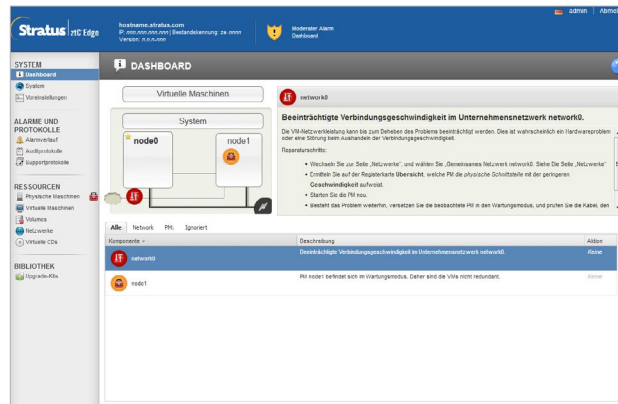 admin | Abmel
Stratus ztC Edge
hostname.stratus.com
IP: nnn.nnn.nnn.nnn | Bestandskennung: ze-nnnn
Version: n.n.n-nnn
Moderater Alarm
Dashboard
SYSTEM
Dashboard
System
Voreinstellungen
ALARME UND PROTOKOLLE
Alarmverlauf
Auditprotokolle
Supportprotokolle
RESSOURCEN
Physische Maschinen
Virtuelle Maschinen
Volumes
Netzwerke
Virtuelle CDs
BIBLIOTHEK
Upgrade-Kits
DASHBOARD
Virtuelle Maschinen
System
node0
node1
network0
Beeinträchtigte Verbindungsgeschwindigkeit im Unternehmensnetzwerk network0.
Die VM-Netzwerkleistung kann bis zum Beheben des Problems beeinträchtigt werden. Dies ist wahrscheinlich ein Hardwareproblem
oder eine Störung beim Aushandeln der Verbindungsgeschwindigkeit.
Reparaturschritte:
• Wechseln Sie zur Seite „Netzwerke", und wählen Sie „Gemeinsames Netzwerk network0. Siehe Die Seite „Netzwerke"
• Ermitteln Sie auf der Registerkarte Übersicht, welche PM die physische Schnittstelle mit der geringeren
Geschwindigkeit aufweist.
• Starten Sie die PM neu.
• Besteht das Problem weiterhin, versetzen Sie die beobachtete PM in den Wartungsmodus, und prüfen Sie die Kabel, den
Alle Network PM: Ignoriert
Komponente Beschreibung Aktion
network0 Beeinträchtigte Verbindungsgeschwindigkeit im Unternehmensnetzwerk network0. Keine
node1 PM node1 befindet sich im Wartungsmodus. Daher sind die VMs nicht redundant. Keine